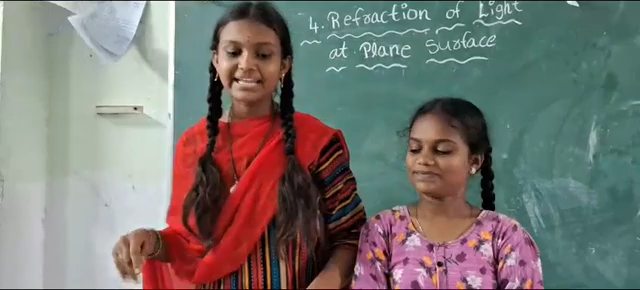 4. Refraction of Light
at Plane Surface